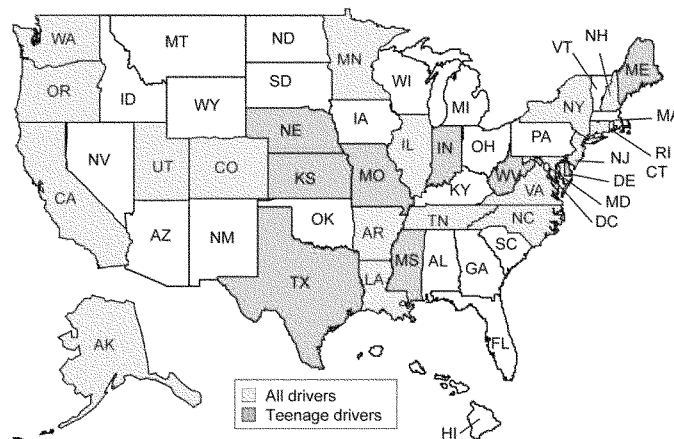 WA
MT
ND
MN
VT
NH
ME
OR
ID
SD
WI
MI
NY
MA
WY
IA
PA
NE
NV
UT
CO
IL
IN
OH
NJ
RI
CT
CA
KS
MO
KY
WV
VA
DE
MD
DC
AZ
NM
OK
AR
TN
NC
SC
TX
LA
MS
AL
GA
FL
AK
HI
All drivers
Teenage drivers